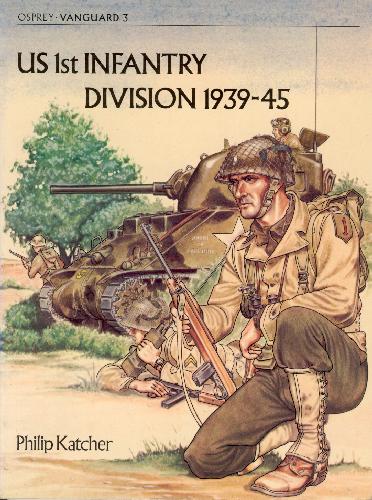 OSPREY · VANGUARD 3
US 1st INFANTRY
DIVISION 1939-45
Philip Katcher